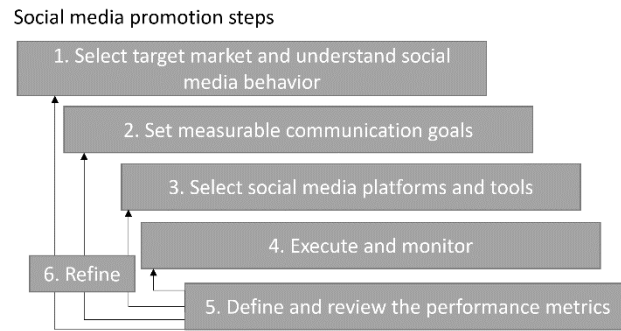 Social media promotion steps
1. Select target market and understand social
media behavior
2. Set measurable communication goals
3. Select social media platforms and tools
4. Execute and monitor
6. Refine
5. Define and review the performance metrics